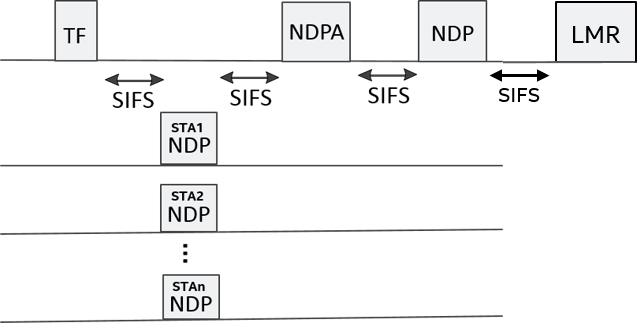 TF
NDPA
NDP
LMR
SIFS
SIFS
SIFS
SIFS
STA1
NDP
STA2
NDP
⋮
STAn
NDP